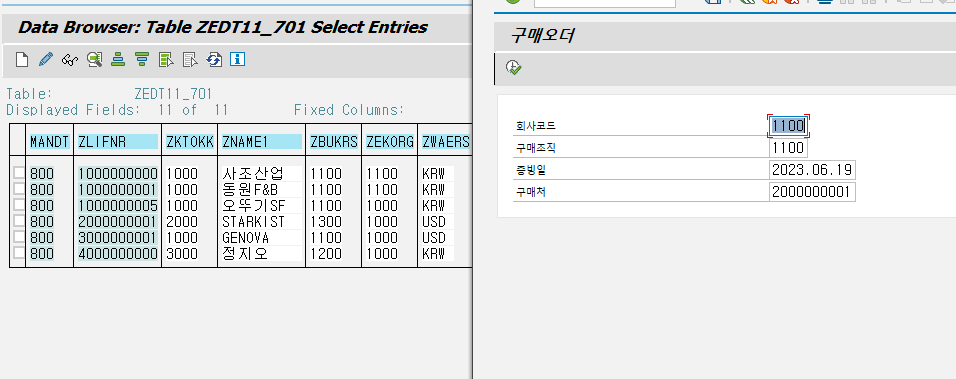 Data Browser: Table ZEDT11_701 Select Entries
Table: ZEDT11_701
Displayed Fields: 11 of 11 Fixed Columns:
MANDT ZLIFNR ZKTOKK ZNAME1 ZBUKRS ZEKORG ZWAERS
800 1000000000 1000 사조산업 1100 1100 KRW
800 1000000001 1000 동원F&B 1100 1000 KRW
800 1000000005 1000 오뚜기SF 1100 1000 KRW
800 2000000001 2000 STARKIST 1300 1000 USD
800 3000000001 1000 GENOVA 1100 1000 USD
800 4000000000 3000 정지오 1200 1000 KRW
구매오더
회사코드 1100
구매조직 1100
증빙일 2023.06.19
구매처 2000000001